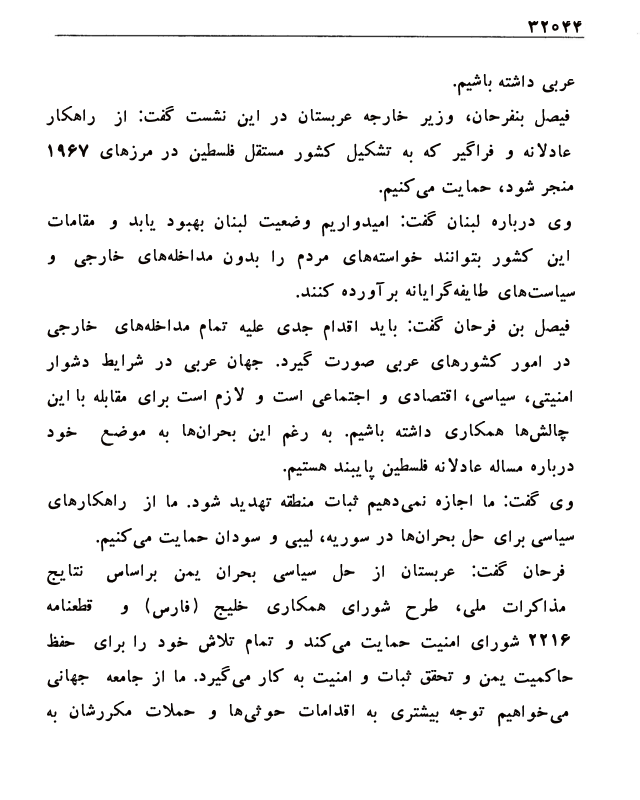 ۳۲۰۴۴
عربی داشته باشیم.
فیصل بنفرحان، وزیر خارجه عربستان در این نشست گفت: از راهکار
عادلانه و فراگیر که به تشکیل کشور مستقل فلسطین در مرزهای ۱۹۶۷
منجر شود، حمایت می‌کنیم.
وی درباره لبنان گفت: امیدواریم وضعیت لبنان بهبود یابد و مقامات
این کشور بتوانند خواسته‌های مردم را بدون مداخله‌های خارجی و
سیاست‌های طایفه‌گرایانه برآورده کنند.
فیصل بن فرحان گفت: باید اقدام جدی علیه تمام مداخله‌های خارجی
در امور کشورهای عربی صورت گیرد. جهان عربی در شرایط دشوار
امنیتی، سیاسی، اقتصادی و اجتماعی است و لازم است برای مقابله با این
چالش‌ها همکاری داشته باشیم. به رغم این بحران‌ها به موضع خود
درباره مساله عادلانه فلسطین پایبند هستیم.
وی گفت: ما اجازه نمی‌دهیم ثبات منطقه تهدید شود. ما از راهکارهای
سیاسی برای حل بحران‌ها در سوریه، لیبی و سودان حمایت می‌کنیم.
فرحان گفت: عربستان از حل سیاسی بحران یمن براساس نتایج
مذاکرات ملی، طرح شورای همکاری خلیج (فارس) و قطعنامه
۲۲۱۶ شورای امنیت حمایت می‌کند و تمام تلاش خود را برای حفظ
حاکمیت یمن و تحقق ثبات و امنیت به کار می‌گیرد. ما از جامعه جهانی
می‌خواهیم توجه بیشتری به اقدامات حوثی‌ها و حملات مکررشان به